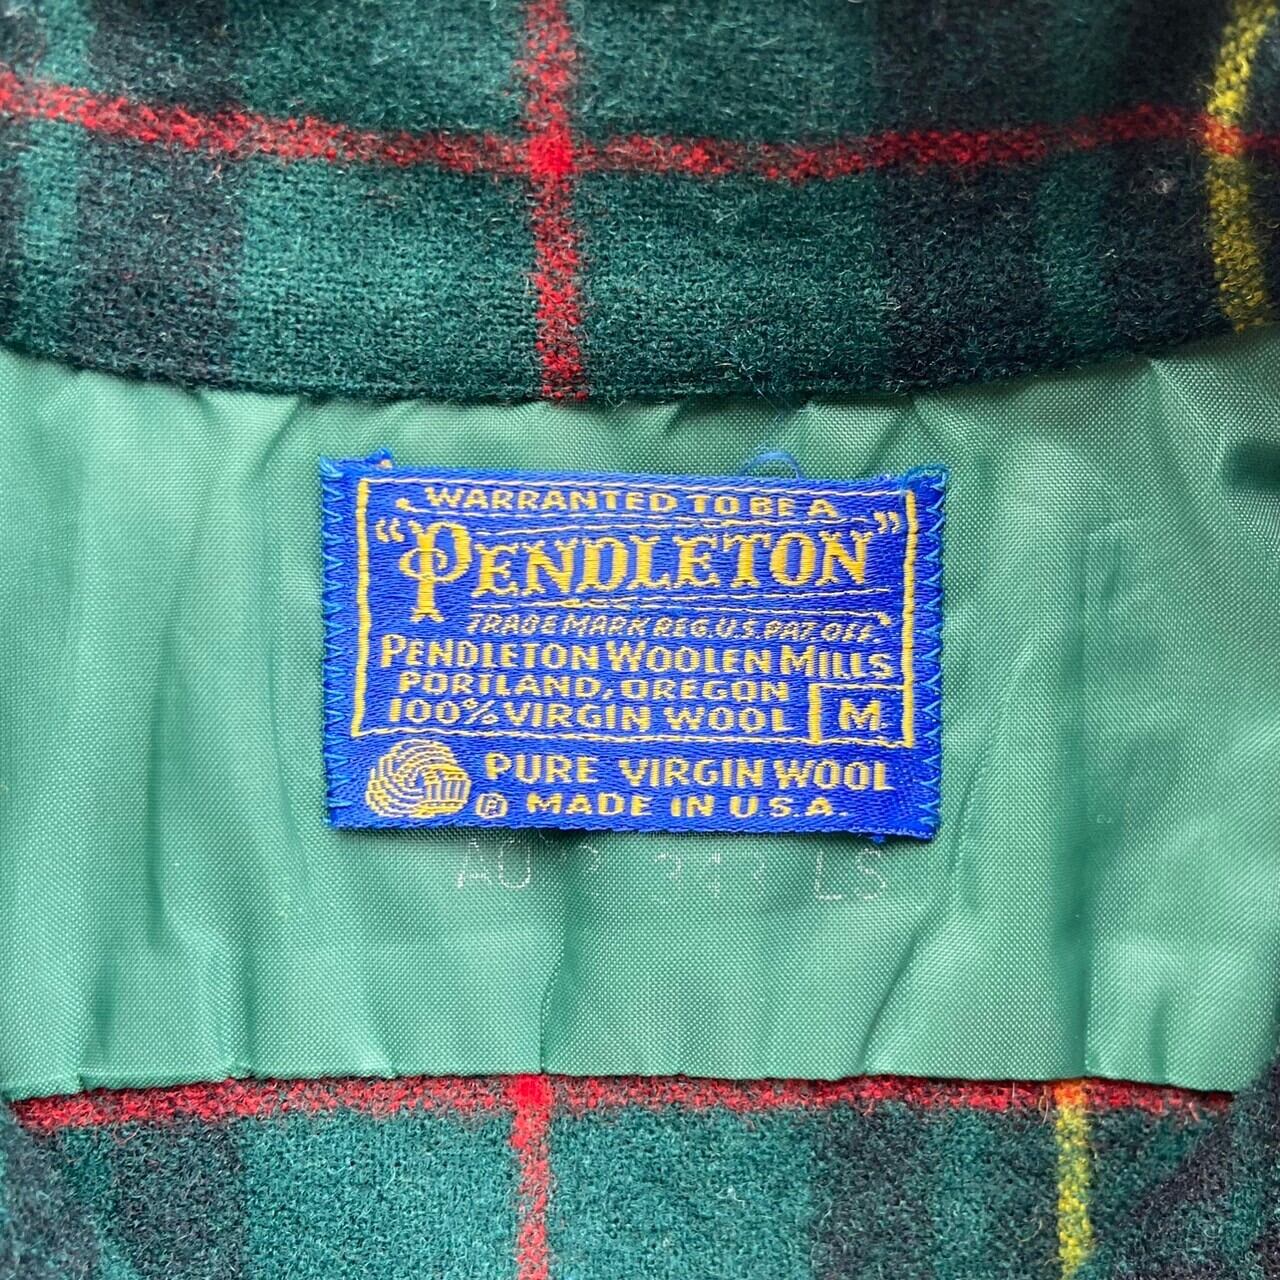 WARRANTED TO BE A
"PENDLETON"
TRADE MARK REG. U.S. PAT. OFF.
PENDLETON WOOLEN MILLS
PORTLAND, OREGON
100% VIRGIN WOOL
M
PURE VIRGIN WOOL
® MADE IN U.S.A.
LS